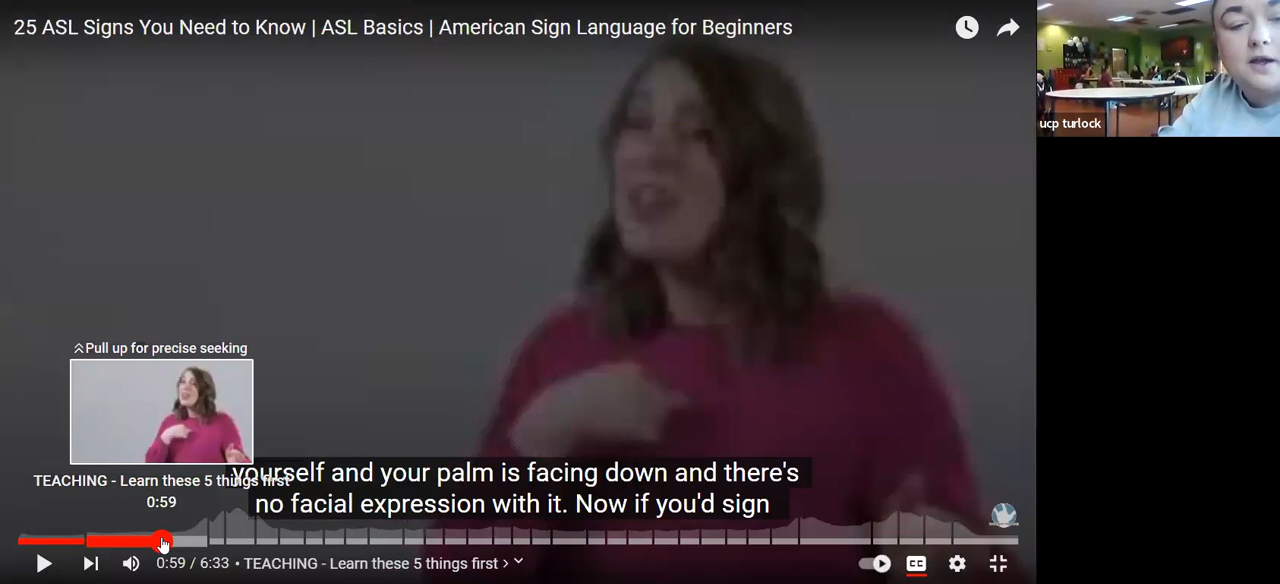 25 ASL Signs You Need to Know | ASL Basics | American Sign Language for Beginners
ucp turlock
Pull up for precise seeking
TEACHING - Learn these 5 things first
0:59
yourself and your palm is facing down and there's
no facial expression with it. Now if you'd sign
0:59 / 6:33 • TEACHING - Learn these 5 things first
CC